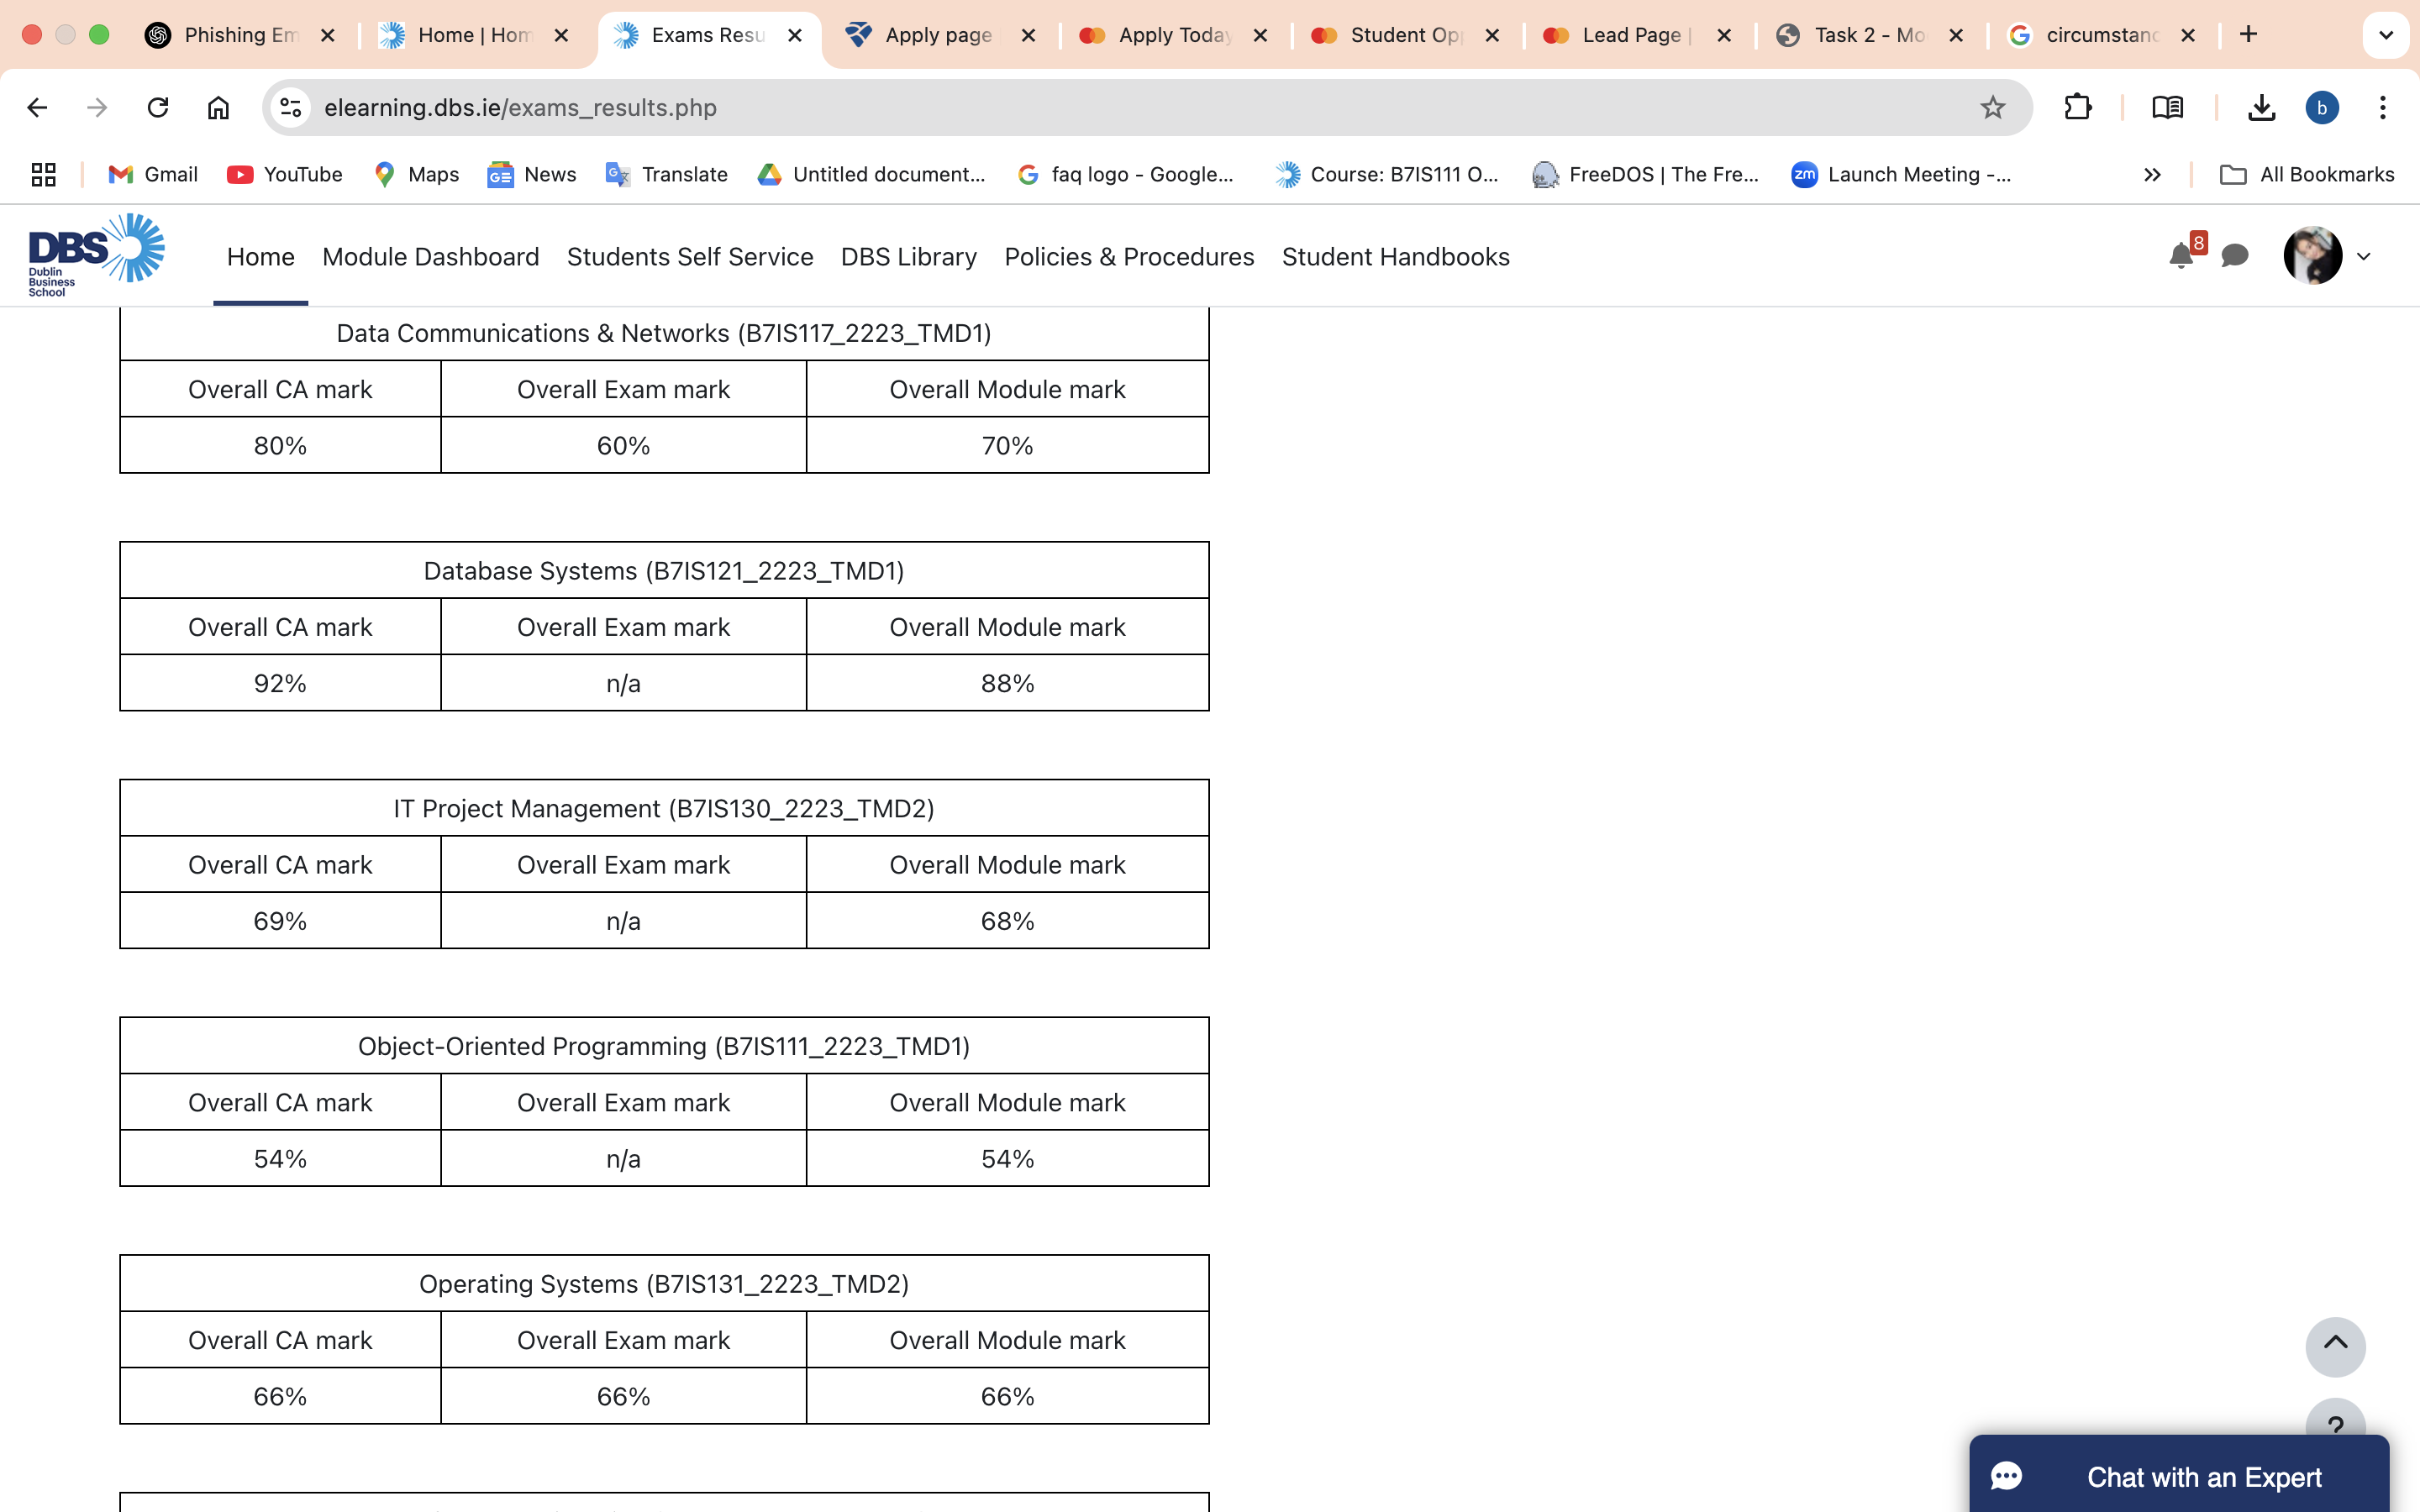 Phishing Em
Home | Hom
Exams Resu
Apply page
Apply Today
Student Opp
Lead Page |
Task 2 - Mo
circumstanc
elearning.dbs.ie/exams_results.php
b
Gmail
YouTube
Maps
News
Translate
Untitled document...
faq logo - Google...
Course: B7IS111 O...
FreeDOS | The Fre...
zm
Launch Meeting -...
All Bookmarks
DBS
Dublin
Business
School
Home
Module Dashboard
Students Self Service
DBS Library
Policies & Procedures
Student Handbooks
8
Data Communications & Networks (B7IS117_2223_TMD1)
Overall CA mark Overall Exam mark Overall Module mark
80% 60% 70%
Database Systems (B7IS121_2223_TMD1)
Overall CA mark Overall Exam mark Overall Module mark
92% n/a 88%
IT Project Management (B7IS130_2223_TMD2)
Overall CA mark Overall Exam mark Overall Module mark
69% n/a 68%
Object-Oriented Programming (B7IS111_2223_TMD1)
Overall CA mark Overall Exam mark Overall Module mark
54% n/a 54%
Operating Systems (B7IS131_2223_TMD2)
Overall CA mark Overall Exam mark Overall Module mark
66% 66% 66%
?
Chat with an Expert